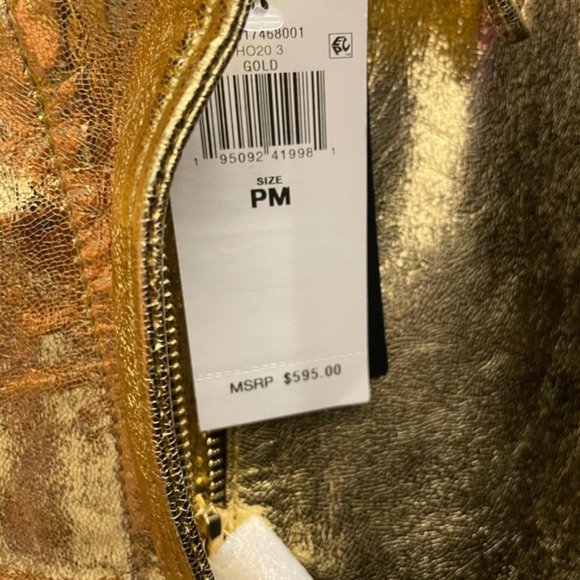 17468001
HO20 3
GOLD
1 95092 41998 1
SIZE
PM
MSRP $595.00